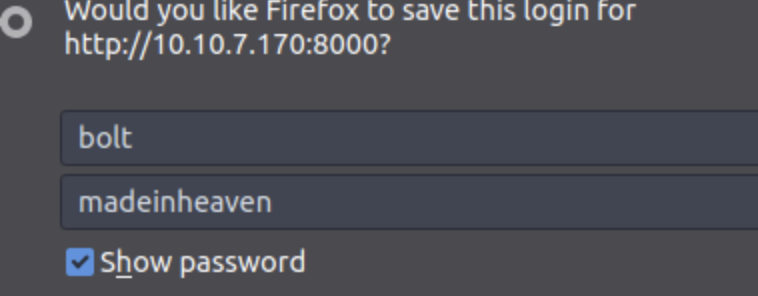 Would you like Firefox to save this login for
http://10.10.7.170:8000?
bolt
madeinheaven
Show password